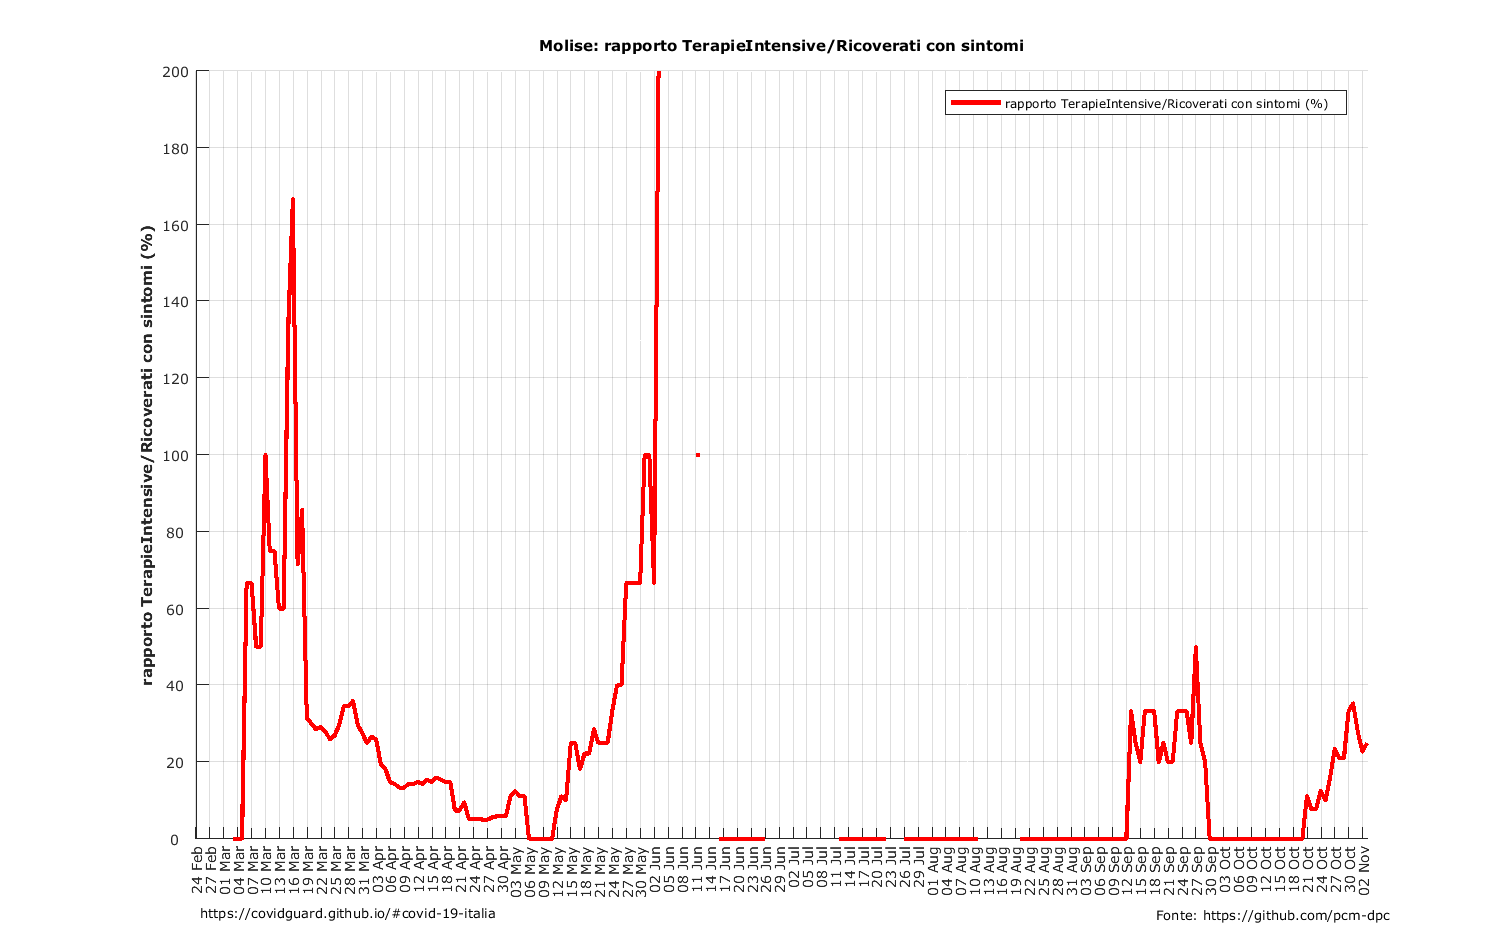 Molise: rapporto TerapieIntensive/Ricoverati con sintomi
rapporto TerapieIntensive/Ricoverati con sintomi (%)
rapporto TerapieIntensive/Ricoverati con sintomi (%)
200
180
160
140
120
100
80
60
40
20
0
24 Feb
27 Feb
01 Mar
04 Mar
07 Mar
10 Mar
13 Mar
16 Mar
19 Mar
22 Mar
25 Mar
28 Mar
31 Mar
03 Apr
06 Apr
09 Apr
12 Apr
15 Apr
18 Apr
21 Apr
24 Apr
27 Apr
30 Apr
03 May
06 May
09 May
12 May
15 May
18 May
21 May
24 May
27 May
30 May
02 Jun
05 Jun
08 Jun
11 Jun
14 Jun
17 Jun
20 Jun
23 Jun
26 Jun
29 Jun
02 Jul
05 Jul
08 Jul
11 Jul
14 Jul
17 Jul
20 Jul
23 Jul
26 Jul
29 Jul
01 Aug
04 Aug
07 Aug
10 Aug
13 Aug
16 Aug
19 Aug
22 Aug
25 Aug
28 Aug
31 Aug
03 Sep
06 Sep
09 Sep
12 Sep
15 Sep
18 Sep
21 Sep
24 Sep
27 Sep
30 Sep
03 Oct
06 Oct
09 Oct
12 Oct
15 Oct
18 Oct
21 Oct
24 Oct
27 Oct
30 Oct
02 Nov
https://covidguard.github.io/#covid-19-italia
Fonte: https://github.com/pcm-dpc